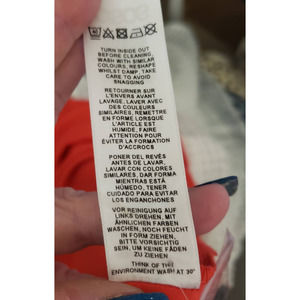 TURN INSIDE OUT
BEFORE CLEANING,
WASH WITH SIMILAR
COLOURS, RESHAPE
WHILST DAMP, TAKE
CARE TO AVOID
SNAGGING
RETOURNER SUR
L'ENVERS AVANT
LAVAGE, LAVER AVEC
DES COULEURS
SIMILAIRES, REMETTRE
EN FORME LORSQUE
L'ARTICLE EST
HUMIDE, FAIRE
ATTENTION POUR
ÉVITER LA FORMATION
D'ACCROCS
PONER DEL REVÉS
ANTES DE LAVAR,
LAVAR CON COLORES
SIMILARES, DAR FORMA
MIENTRAS ESTÁ
HÚMEDO, TENER
CUIDADO PARA EVITAR
LOS ENGANCHONES
VOR REINIGUNG AUF
LINKS DREHEN, MIT
ÄHNLICHEN FARBEN
WASCHEN, NOCH FEUCHT
IN FORM ZIEHEN,
BITTE VORSICHTIG
SEIN, UM KEINE FÄDEN
ZU ZIEHEN
THINK OF THE
ENVIRONMENT WASH AT 30°